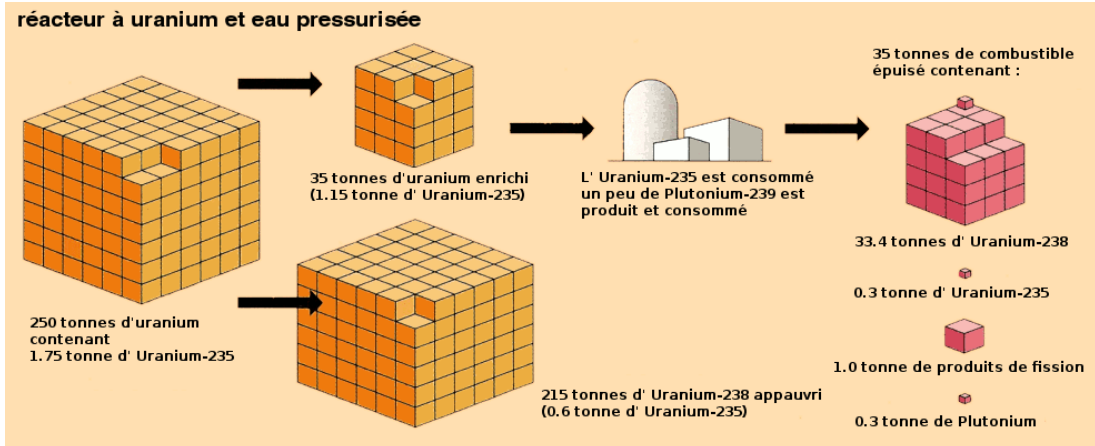 réacteur à uranium et eau pressurisée
35 tonnes d'uranium enrichi
(1.15 tonne d' Uranium-235)
L' Uranium-235 est consommé
un peu de Plutonium-239 est
produit et consommé
35 tonnes de combustible
épuisé contenant :
33.4 tonnes d' Uranium-238
0.3 tonne d' Uranium-235
1.0 tonne de produits de fission
0.3 tonne de Plutonium
250 tonnes d'uranium
contenant
1.75 tonne d' Uranium-235
215 tonnes d' Uranium-238 appauvri
(0.6 tonne d' Uranium-235)